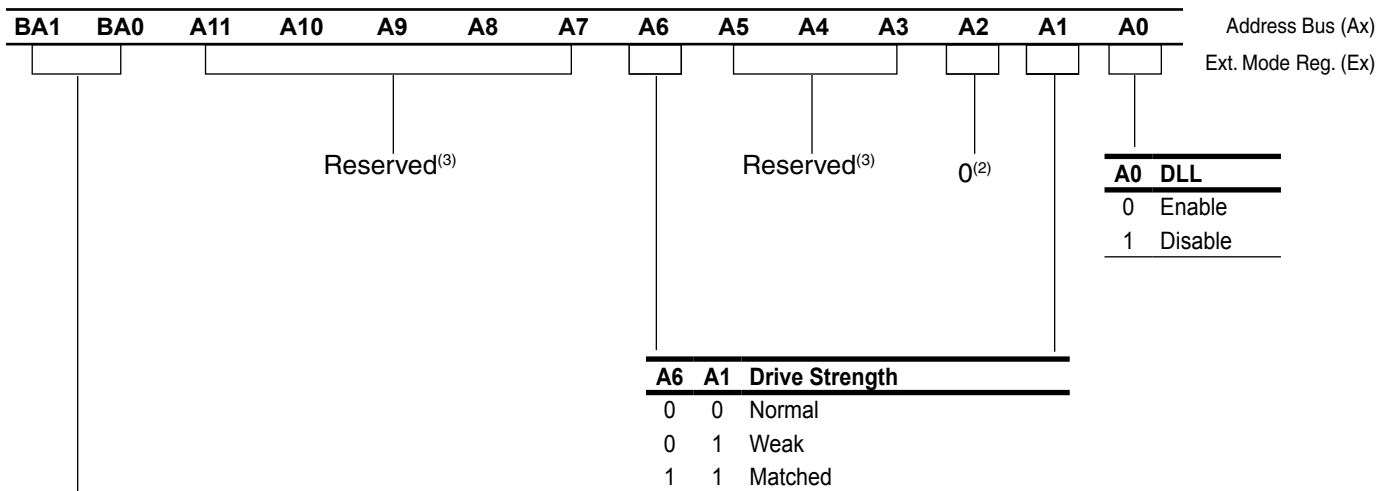 BA1 BA0 A11 A10 A9 A8 A7 A6 A5 A4 A3 A2 A1 A0 Address Bus (Ax)
Ext. Mode Reg. (Ex)
Reserved(3) Reserved(3) 0(2)
A0 DLL
0 Enable
1 Disable
A6 A1 Drive Strength
0 0 Normal
0 1 Weak
1 1 Matched